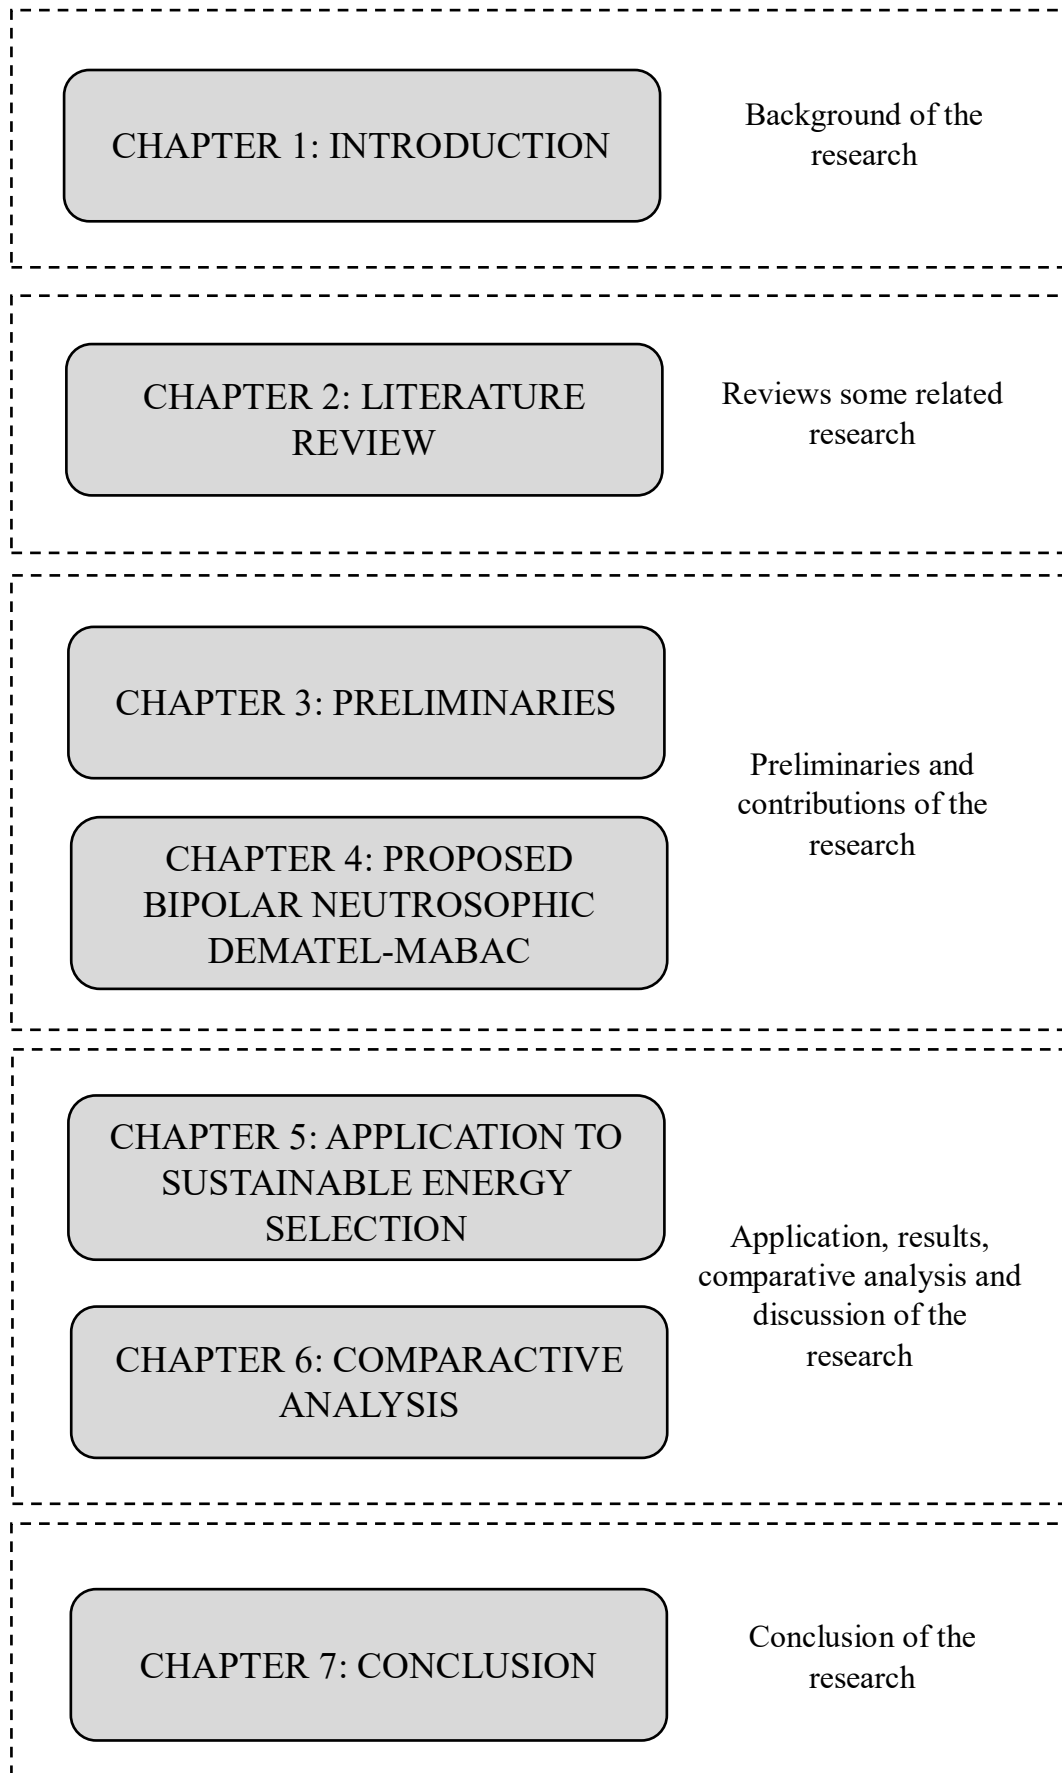 CHAPTER 1: INTRODUCTION
Background of the
research
CHAPTER 2: LITERATURE
REVIEW
Reviews some related
research
CHAPTER 3: PRELIMINARIES
CHAPTER 4: PROPOSED
BIPOLAR NEUTROSOPHIC
DEMATEL-MABAC
Preliminaries and
contributions of the
research
CHAPTER 5: APPLICATION TO
SUSTAINABLE ENERGY
SELECTION
CHAPTER 6: COMPARACTIVE
ANALYSIS
Application, results,
comparative analysis and
discussion of the
research
CHAPTER 7: CONCLUSION
Conclusion of the
research